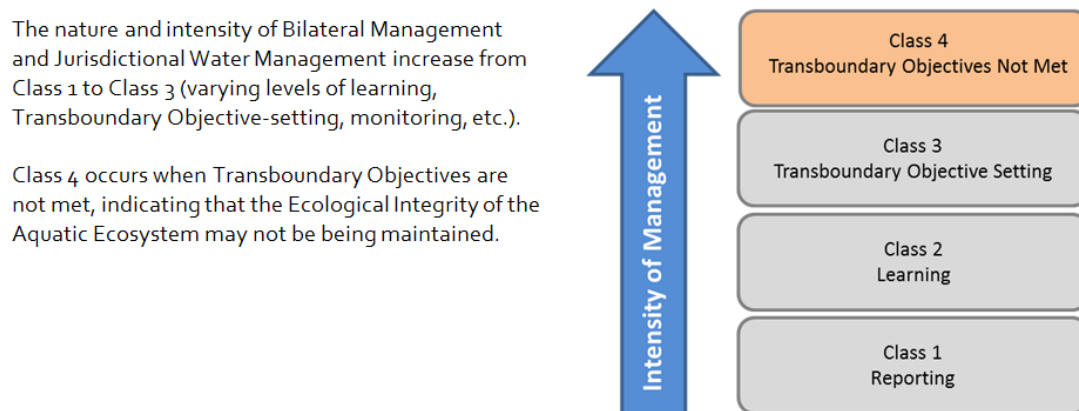 The nature and intensity of Bilateral Management
and Jurisdictional Water Management increase from
Class 1 to Class 3 (varying levels of learning,
Transboundary Objective-setting, monitoring, etc.).
Class 4 occurs when Transboundary Objectives are
not met, indicating that the Ecological Integrity of the
Aquatic Ecosystem may not be being maintained.
Intensity of Management
Class 4
Transboundary Objectives Not Met
Class 3
Transboundary Objective Setting
Class 2
Learning
Class 1
Reporting